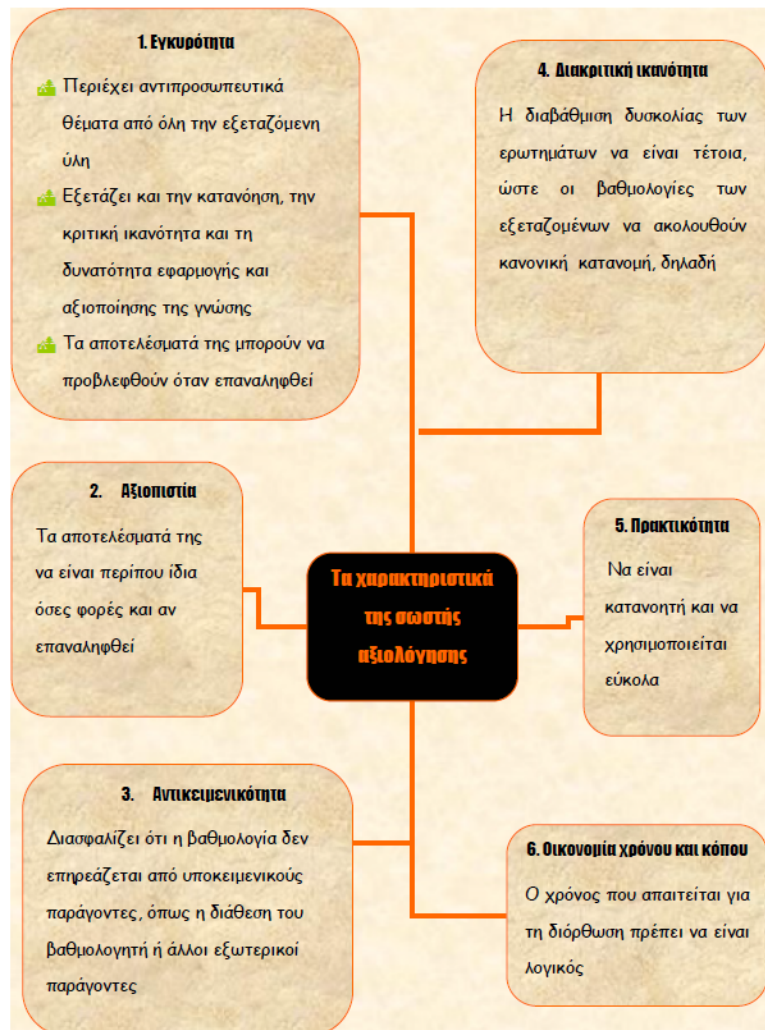 1. Εγκυρότητα
Περιέχει αντιπροσωπευτικά
θέματα από όλη την εξεταζόμενη
ύλη
Εξετάζει και την κατανόηση, την
κριτική ικανότητα και τη
δυνατότητα εφαρμογής και
αξιοποίησης της γνώσης
Τα αποτελέσματά της μπορούν να
προβλεφθούν όταν επαναληφθεί
2. Αξιοπιστία
Τα αποτελέσματά της
να είναι περίπου ίδια
όσες φορές και αν
επαναληφθεί
3. Αντικειμενικότητα
Διασφαλίζει ότι η βαθμολογία δεν
επηρεάζεται από υποκειμενικούς
παράγοντες, όπως η διάθεση του
βαθμολογητή ή άλλοι εξωτερικοί
παράγοντες
Τα χαρακτηριστικά
της σωστής
αξιολόγησης
4. Διακριτική ικανότητα
Η διαβάθμιση δυσκολίας των
ερωτημάτων να είναι τέτοια,
ώστε οι βαθμολογίες των
εξεταζομένων να ακολουθούν
κανονική κατανομή, δηλαδή
5. Πρακτικότητα
Να είναι
κατανοητή και να
χρησιμοποιείται
εύκολα
6. Οικονομία χρόνου και κόπου
Ο χρόνος που απαιτείται για
τη διόρθωση πρέπει να είναι
λογικός